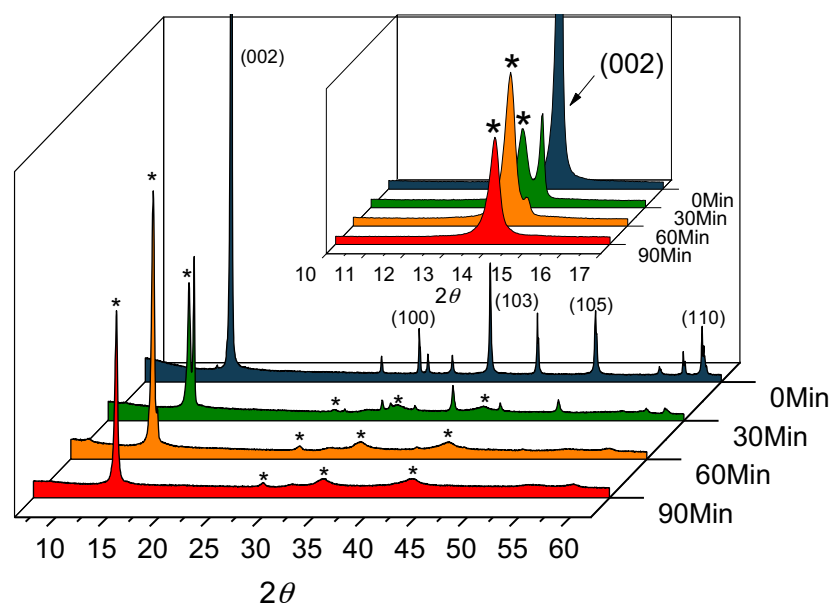 (002)
*
(002)
*
*
0Min
30Min
60Min
90Min
10 11 12 13 14 15 16 17
2θ
*
*
*
(100)
(103)
(105)
(110)
* * *
* * *
* * *
0Min
30Min
60Min
90Min
10 15 20 25 30 35 40 45 50 55 60
2θ